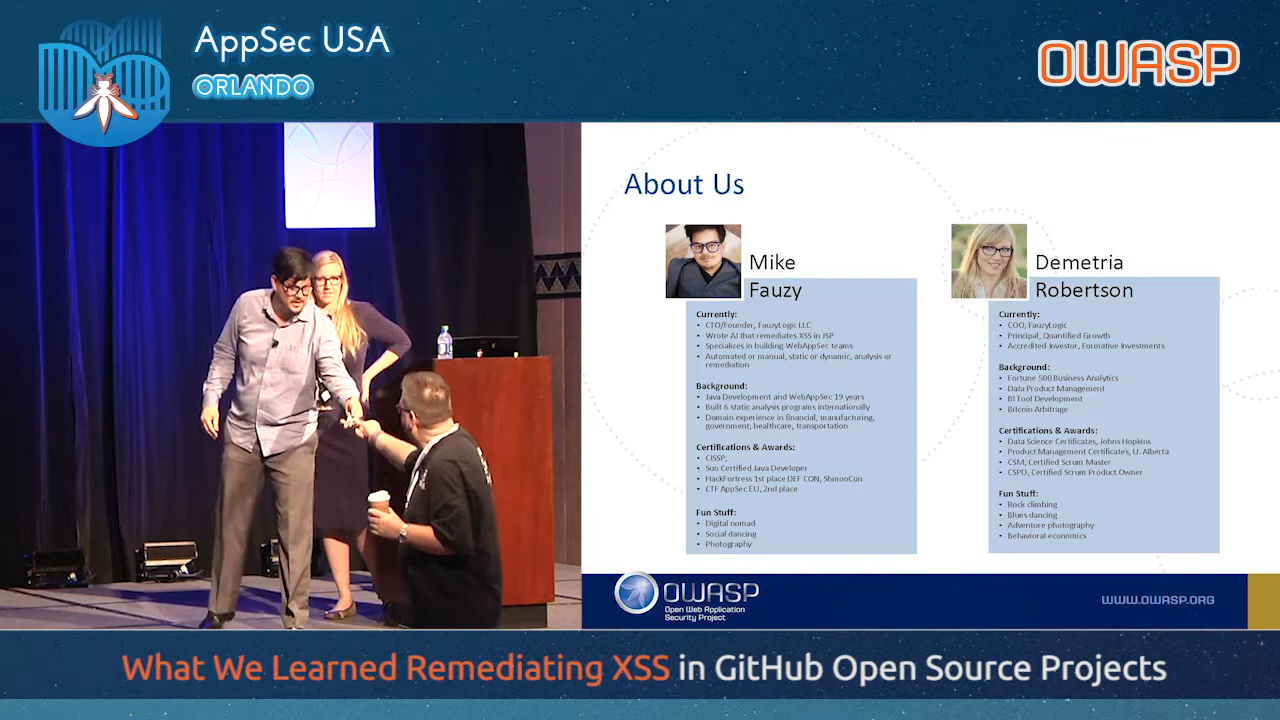 AppSec USA
ORLANDO
OWASP
About Us
Mike
Fauzy
Currently:
• CTO/Founder, FauzyLogic LLC
• Wrote AI that remediates XSS in JSP
• Specializes in building WebAppSec teams
• Automated or manual, static or dynamic, analysis or
remediation
Background:
• Java Development and WebAppSec 19 years
• Built 6 static analysis programs internationally
• Domain experience in financial, manufacturing,
government, healthcare, transportation
Certifications & Awards:
• CISSP,
• Sun Certified Java Developer
• HackFortress 1st place DEF CON, ShmooCon
• CTF AppSec EU, 2nd place
Fun Stuff:
• Digital nomad
• Social dancing
• Photography
Demetria
Robertson
Currently:
• COO, FauzyLogic
• Principal, Quantified Growth
• Accredited Investor, Formative Investments
Background:
• Fortune 500 Business Analytics
• Data Product Management
• BI Tool Development
• Bitcoin Arbitrage
Certifications & Awards:
• Data Science Certificates, Johns Hopkins
• Product Management Certificates, U. Alberta
• CSM, Certified Scrum Master
• CSPO, Certified Scrum Product Owner
Fun Stuff:
• Rock climbing
• Blues dancing
• Adventure photography
• Behavioral economics
OWASP
Open Web Application
Security Project
WWW.OWASP.ORG
What We Learned Remediating XSS in GitHub Open Source Projects